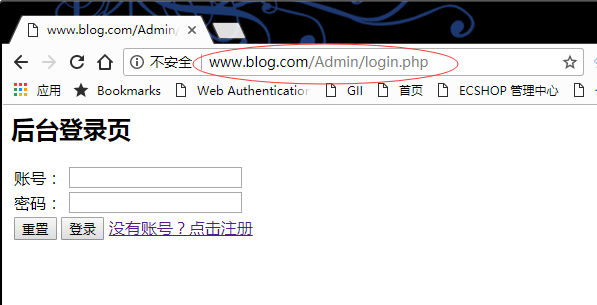 www.blog.com/Admin/
不安全 www.blog.com/Admin/login.php
应用 Bookmarks Web Authentication GII 首页 ECSHOP 管理中心
后台登录页
账号：
密码：
重置 登录 没有账号？点击注册